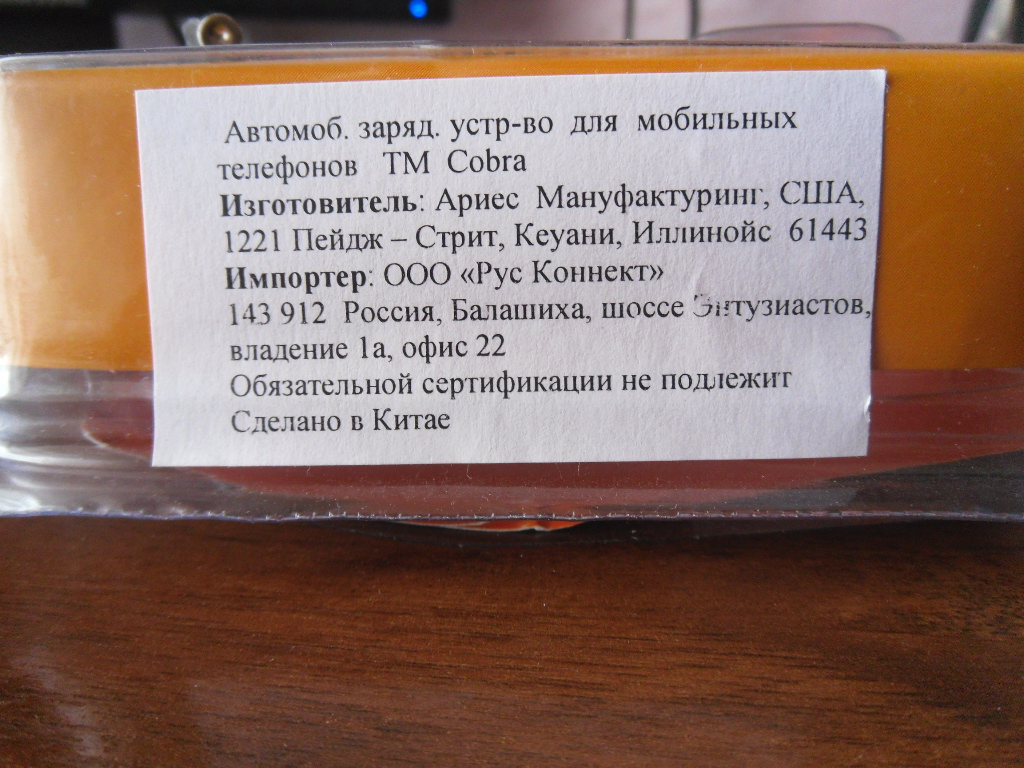 Автомоб. заряд. устр-во для мобильных
телефонов ТМ Cobra
Изготовитель: Ариес Мануфактуринг, США,
1221 Пейдж – Стрит, Кеуани, Иллинойс 61443
Импортер: ООО «Рус Коннект»
143 912 Россия, Балашиха, шоссе Энтузиастов,
владение 1а, офис 22
Обязательной сертификации не подлежит
Сделано в Китае